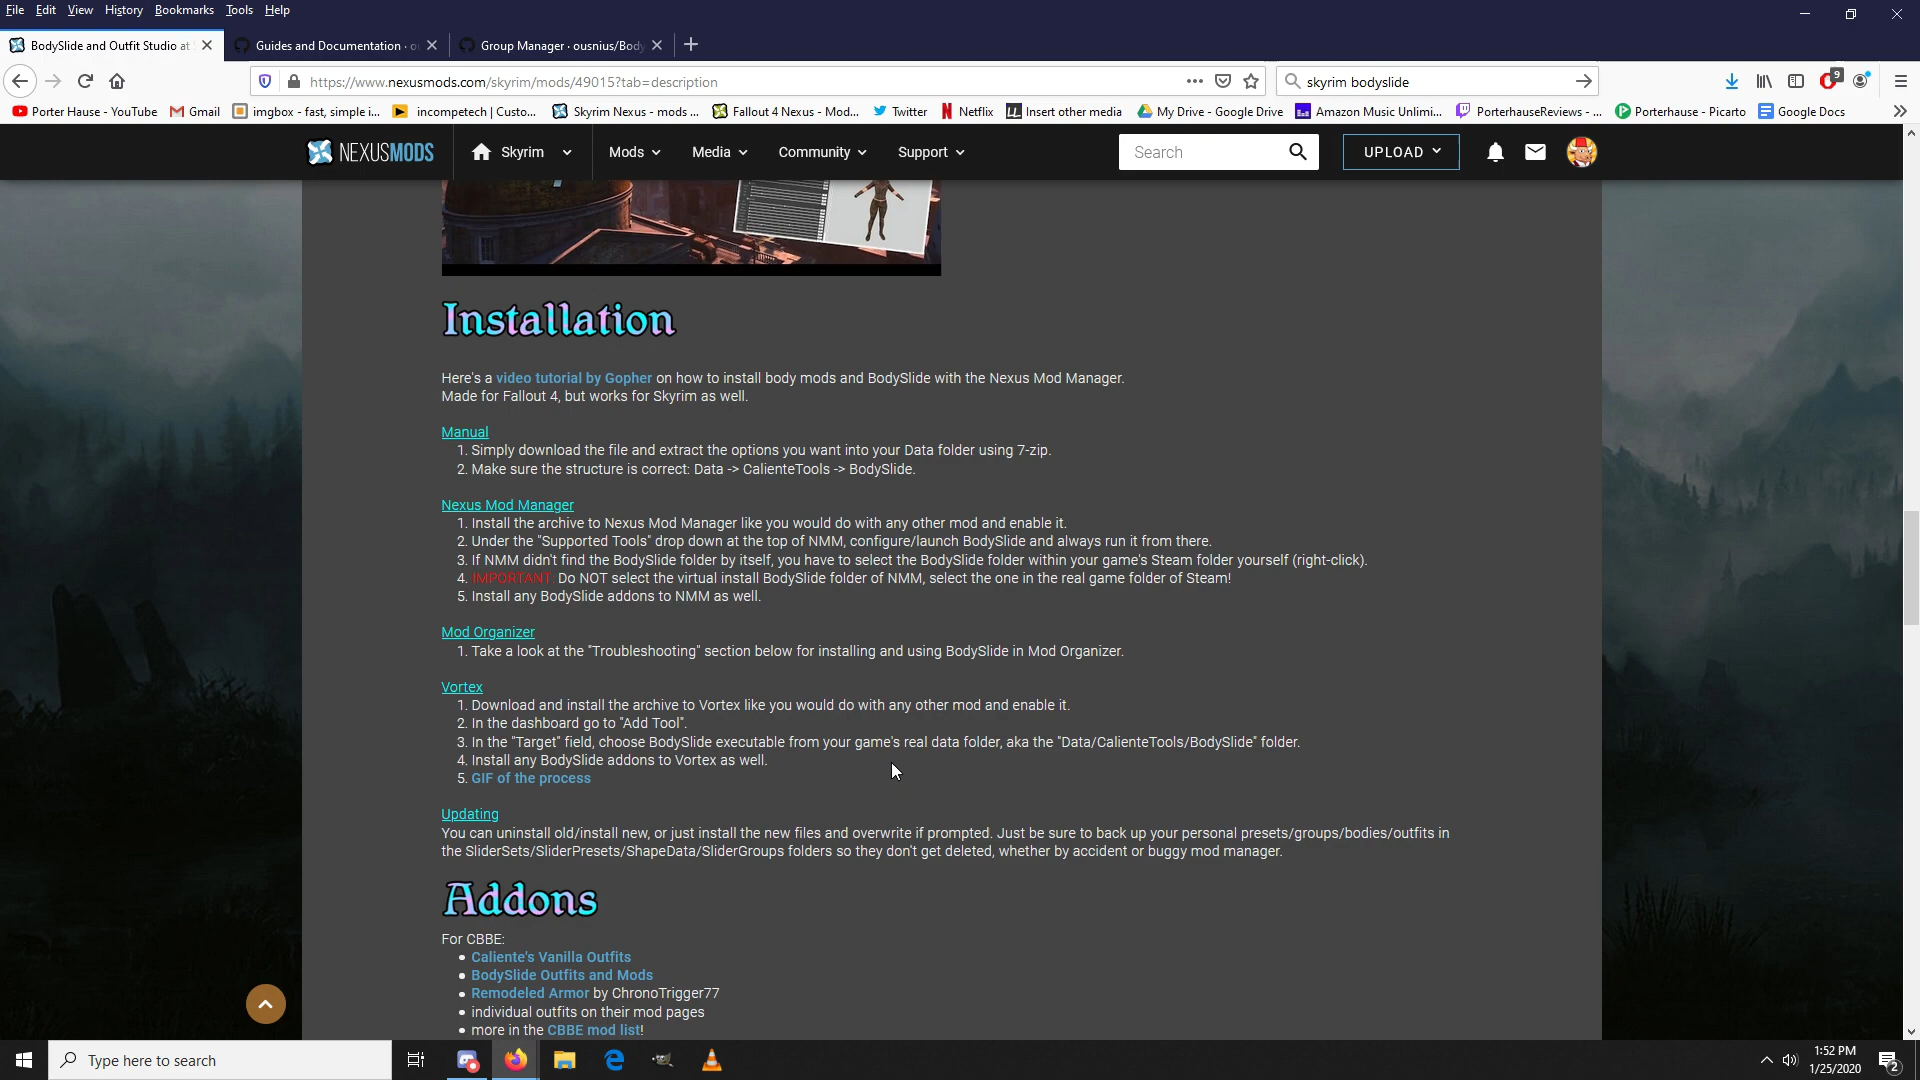 File Edit View History Bookmarks Tools Help
BodySlide and Outfit Studio at
Guides and Documentation · o
Group Manager · ousnius/Body
https://www.nexusmods.com/skyrim/mods/49015?tab=description
skyrim bodyslide
9
Porter House - YouTube
Gmail
imgbox - fast, simple i...
incompetech | Custo...
Skyrim Nexus - mods ...
Fallout 4 Nexus - Mod...
Twitter
Netflix
Insert other media
My Drive - Google Drive
Amazon Music Unlimi...
PorterhouseReviews - ...
Porterhouse - Picarto
Google Docs
NEXUSMODS
Skyrim
Mods
Media
Community
Support
Search
UPLOAD
Installation
Here's a video tutorial by Gopher on how to install body mods and BodySlide with the Nexus Mod Manager.
Made for Fallout 4, but works for Skyrim as well.
Manual
1. Simply download the file and extract the options you want into your Data folder using 7-zip.
2. Make sure the structure is correct: Data -> CalienteTools -> BodySlide.
Nexus Mod Manager
1. Install the archive to Nexus Mod Manager like you would do with any other mod and enable it.
2. Under the "Supported Tools" drop down at the top of NMM, configure/launch BodySlide and always run it from there.
3. If NMM didn't find the BodySlide folder by itself, you have to select the BodySlide folder within your game's Steam folder yourself (right-click).
4. IMPORTANT: Do NOT select the virtual install BodySlide folder of NMM, select the one in the real game folder of Steam!
5. Install any BodySlide addons to NMM as well.
Mod Organizer
1. Take a look at the "Troubleshooting" section below for installing and using BodySlide in Mod Organizer.
Vortex
1. Download and install the archive to Vortex like you would do with any other mod and enable it.
2. In the dashboard go to "Add Tool".
3. In the "Target" field, choose BodySlide executable from your game's real data folder, aka the "Data/CalienteTools/BodySlide" folder.
4. Install any BodySlide addons to Vortex as well.
5. GIF of the process
Updating
You can uninstall old/install new, or just install the new files and overwrite if prompted. Just be sure to back up your personal presets/groups/bodies/outfits in
the SliderSets/SliderPresets/ShapeData/SliderGroups folders so they don't get deleted, whether by accident or buggy mod manager.
Addons
For CBBE:
• Caliente's Vanilla Outfits
• BodySlide Outfits and Mods
• Remodeled Armor by ChronoTrigger77
• individual outfits on their mod pages
• more in the CBBE mod list!
Type here to search
1:52 PM
1/25/2020
2